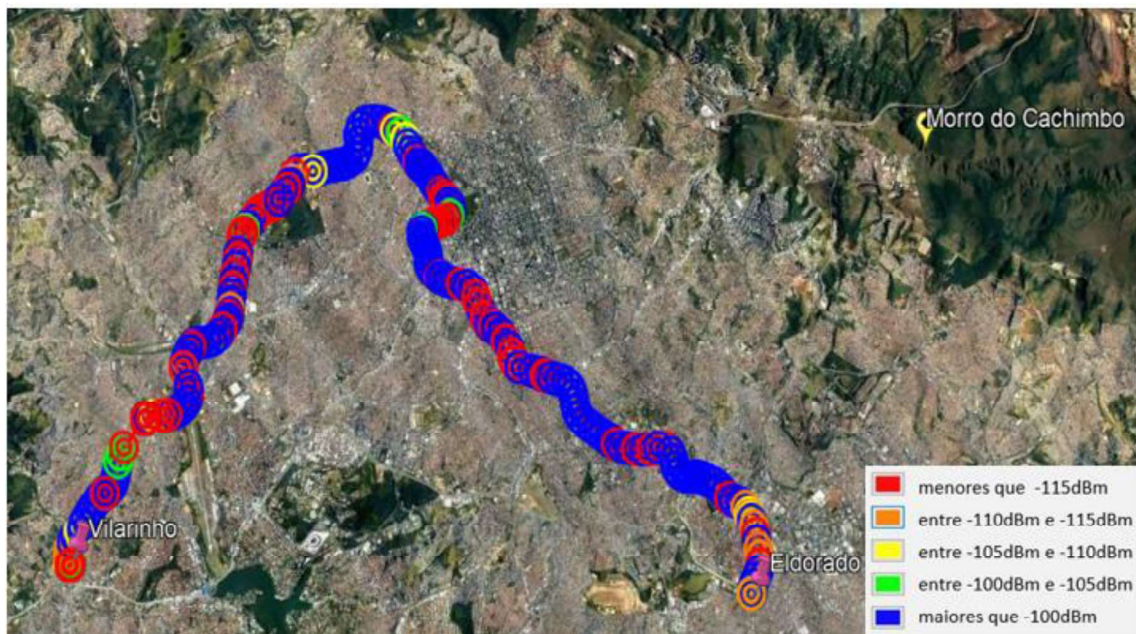 Morro do Cachimbo
Vilarinho
Eldorado
menores que -115dBm
entre -110dBm e -115dBm
entre -105dBm e -110dBm
entre -100dBm e -105dBm
maiores que -100dBm